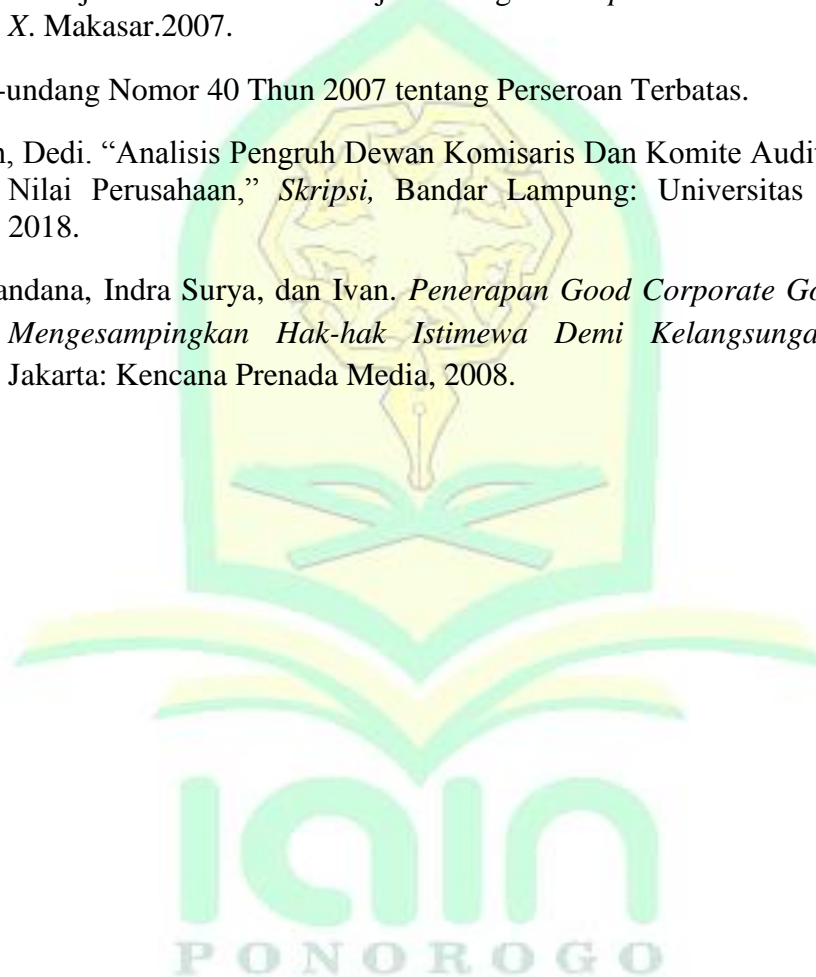 X. Makasar.2007.
-undang Nomor 40 Thun 2007 tentang Perseroan Terbatas.
n, Dedi. “Analisis Pengruh Dewan Komisaris Dan Komite Audit
Nilai Perusahaan,” Skripsi, Bandar Lampung: Universitas
2018.
andana, Indra Surya, dan Ivan. Penerapan Good Corporate Go
Mengesampingkan Hak-hak Istimewa Demi Kelangsunga
Jakarta: Kencana Prenada Media, 2008.
iain
PONOROGO